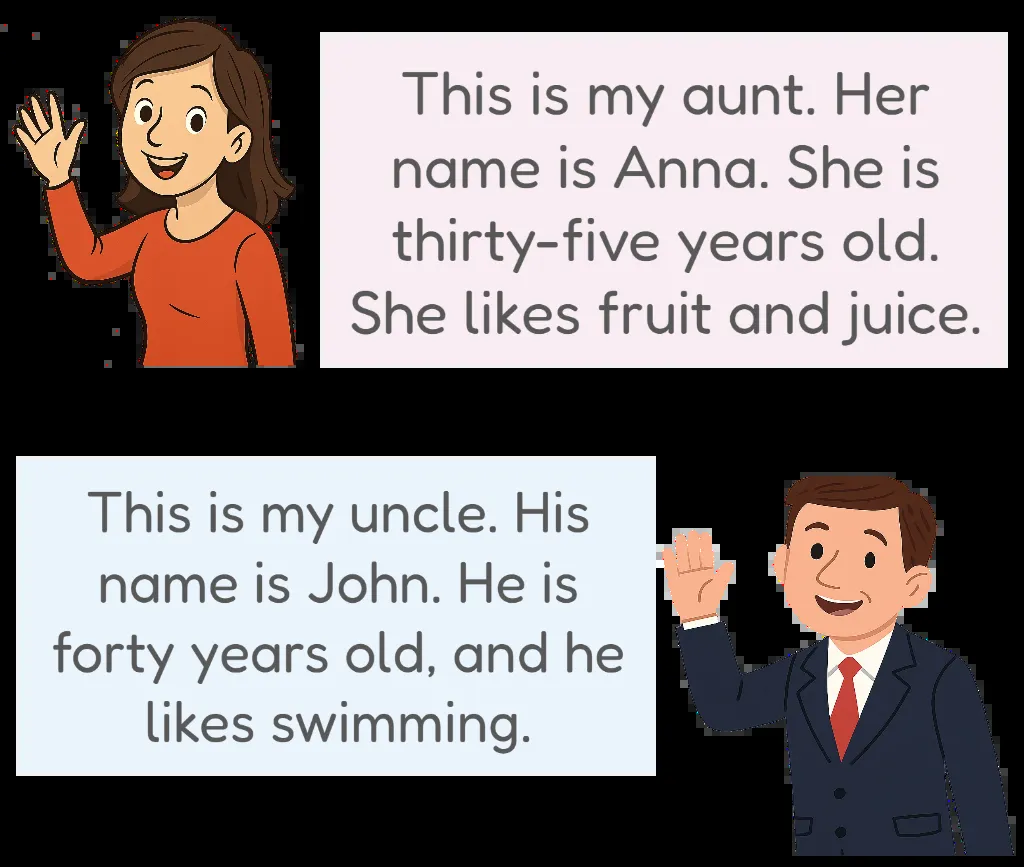 This is my aunt. Her
name is Anna. She is
thirty-five years old.
She likes fruit and juice.
This is my uncle. His
name is John. He is
forty years old, and he
likes swimming.